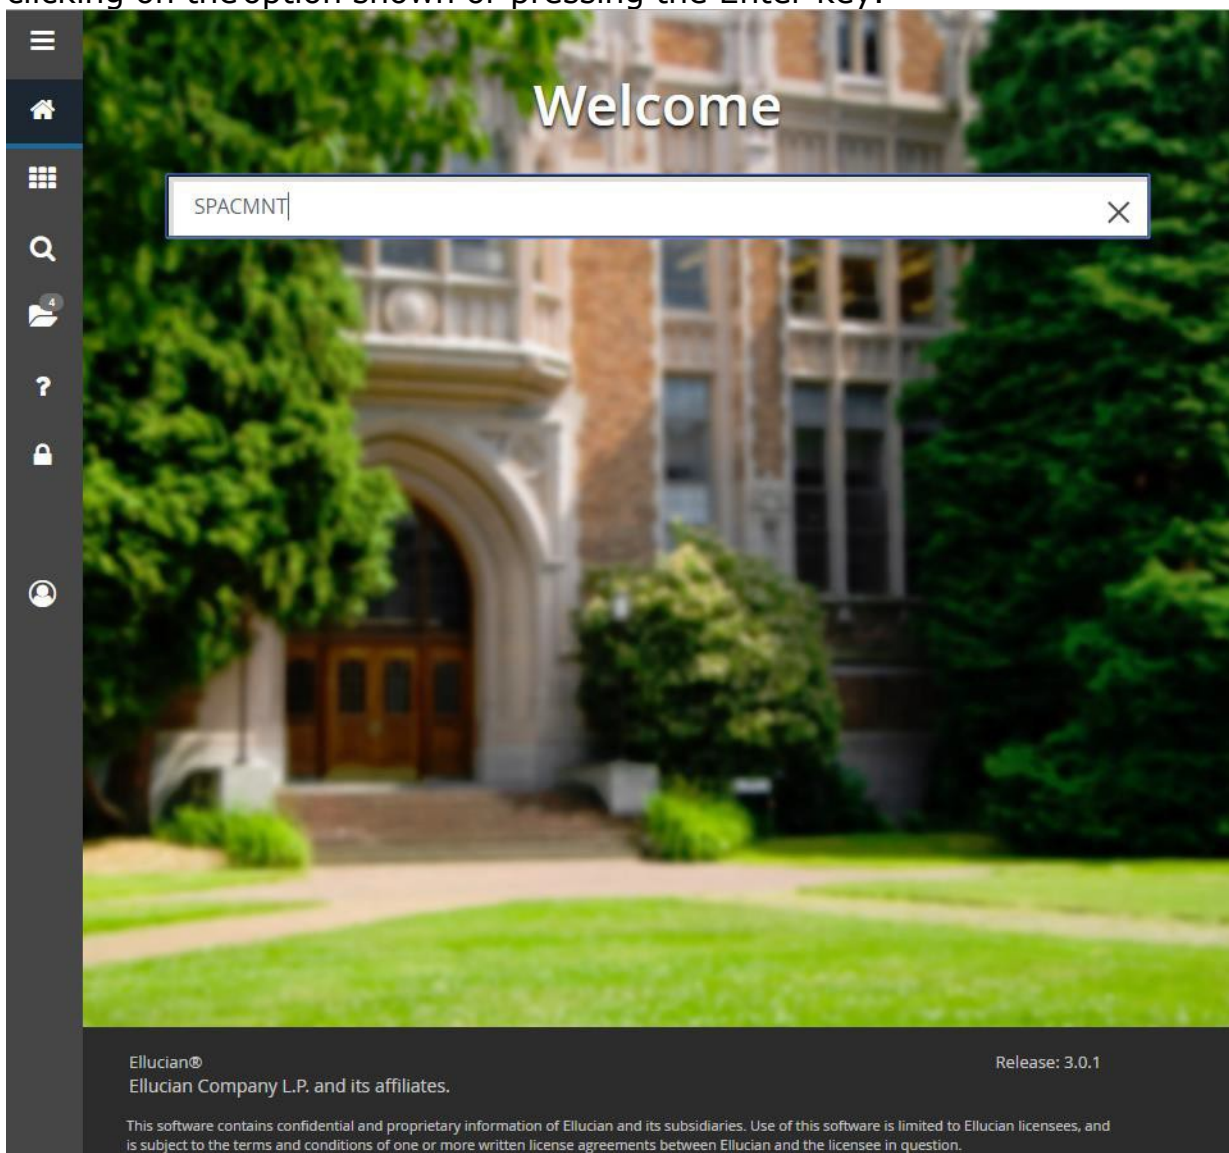 clicking on the option shown or pressing the Enter key.
Welcome
SPACMNT
4
?
Ellucian®
Release: 3.0.1
Ellucian Company L.P. and its affiliates.
This software contains confidential and proprietary information of Ellucian and its subsidiaries. Use of this software is limited to Ellucian licensees, and
is subject to the terms and conditions of one or more written license agreements between Ellucian and the licensee in question.